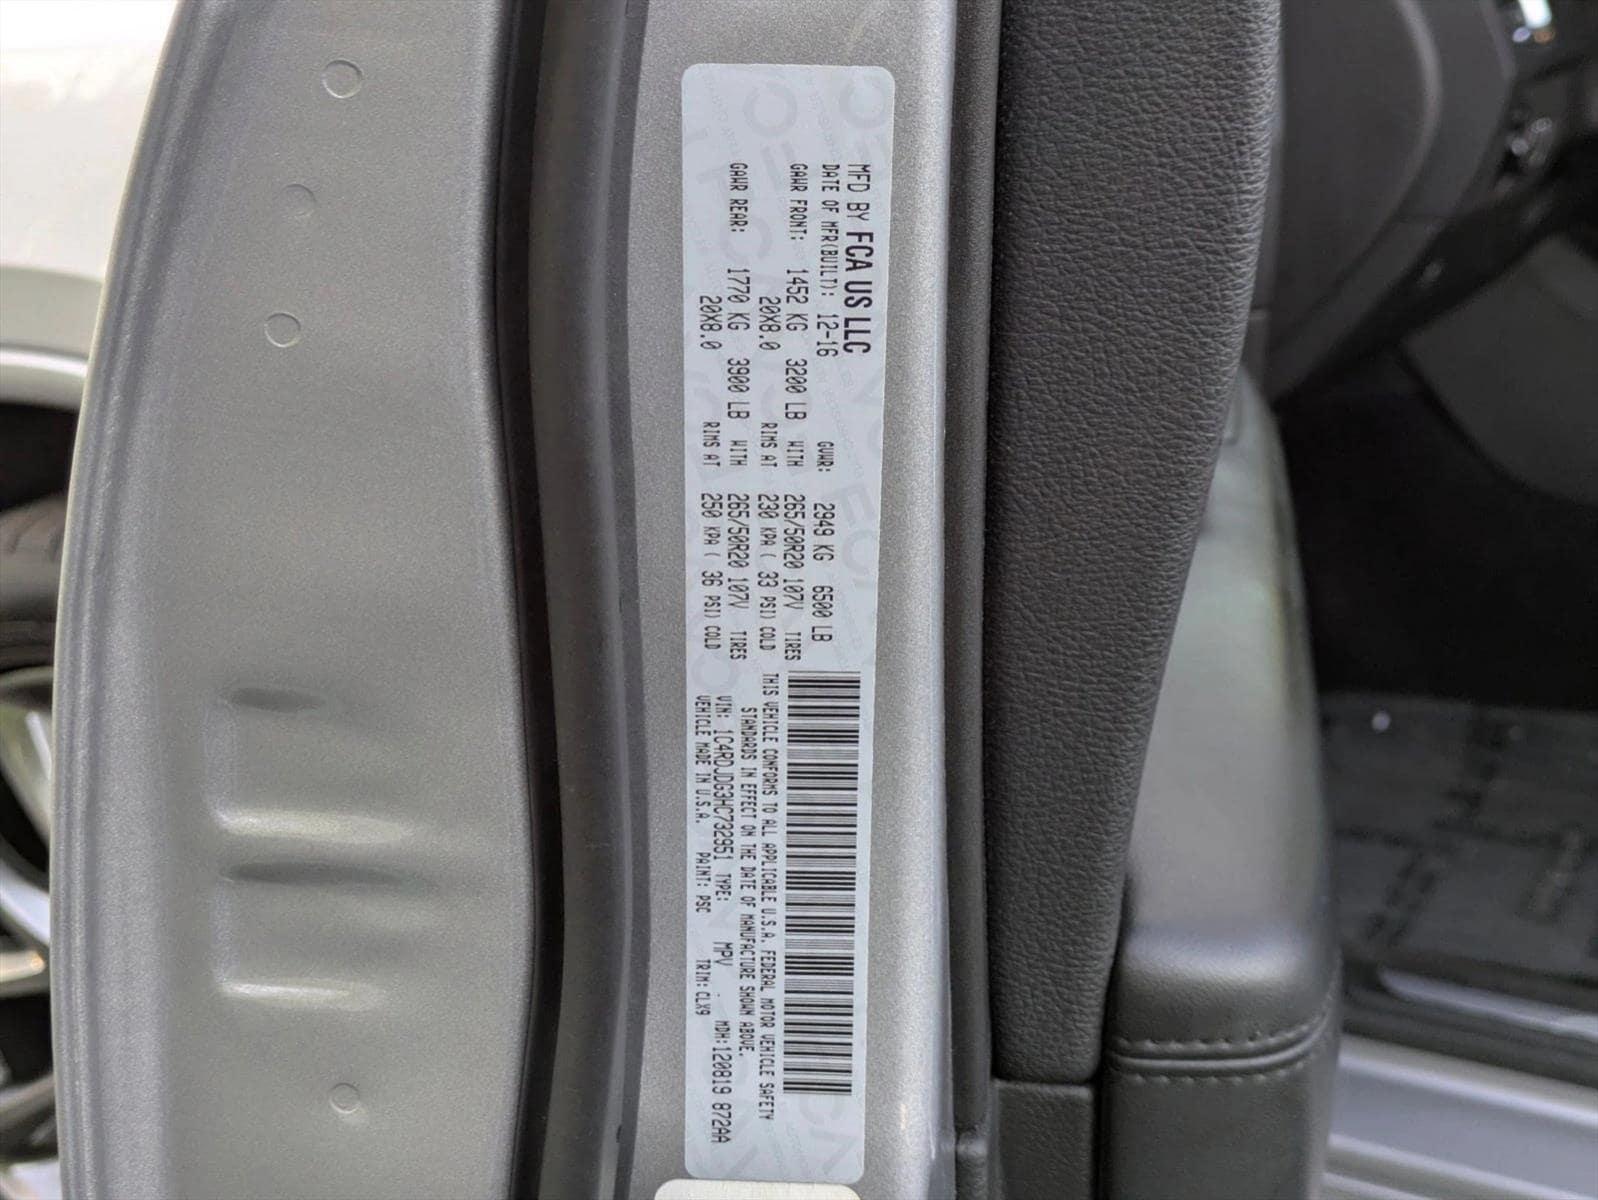 MFD BY FCA US LLC
DATE OF MFR(BUILT): 12-16 GVWR: 2949 KG 6500 LB
GAWR FRONT: 1452 KG 3200 LB WITH 265/50R20 107V TIRES
20X8.0 RIMS AT 230 KPA( 33 PSI) COLD
GAWR REAR: 1770 KG 3900 LB WITH 265/50R20 107V TIRES
20X8.0 RIMS AT 250 KPA( 36 PSI) COLD
THIS VEHICLE CONFORMS TO ALL APPLICABLE U.S.A. FEDERAL MOTOR VEHICLE SAFETY
STANDARDS IN EFFECT ON THE DATE OF MANUFACTURE SHOWN ABOVE.
VIN: 1C4RDJDG3HC732951 TYPE: MPV MDH:120819 872AA
VEHICLE MADE IN U.S.A. PAINT: PSC TRIM: CLX9